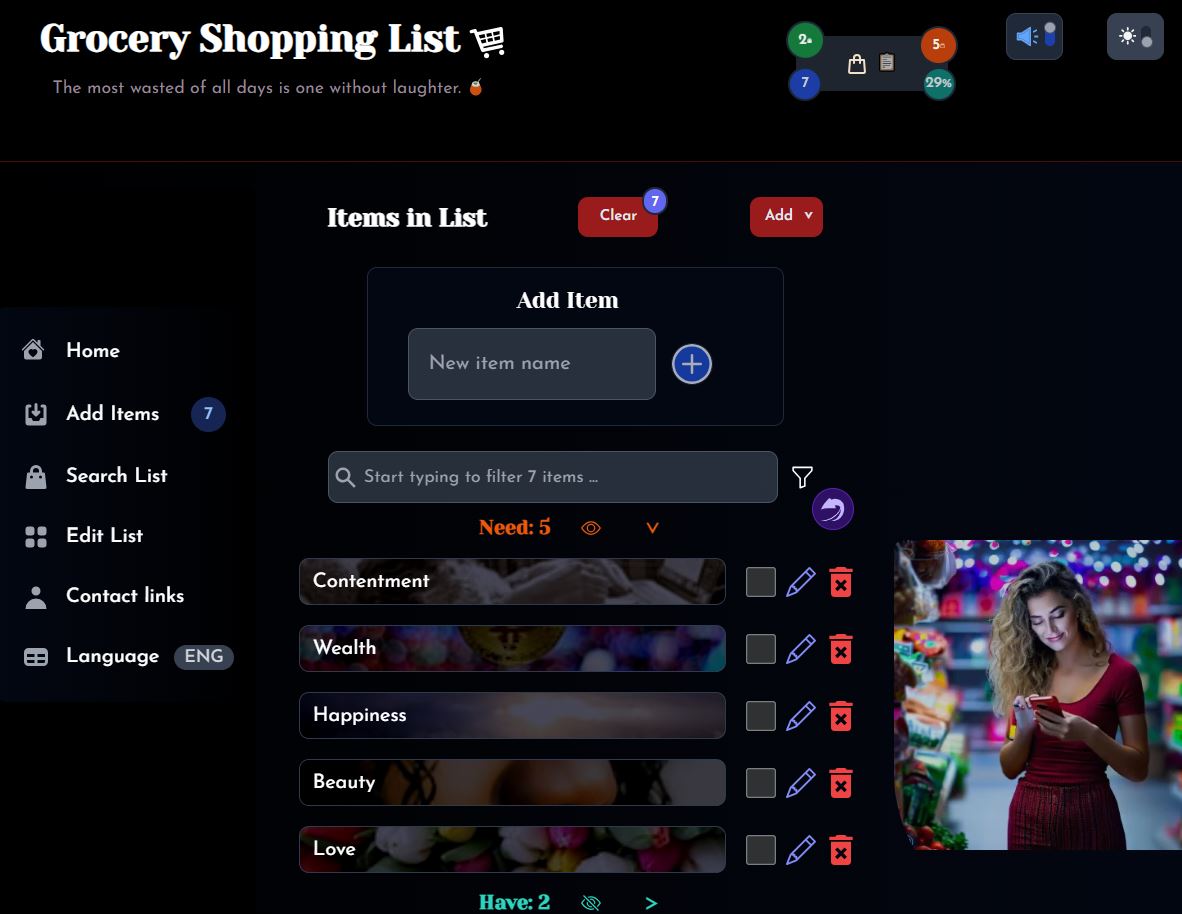 Grocery Shopping List
The most wasted of all days is one without laughter.
2
5
7
29%
Items in List
Clear
7
Add
Add Item
New item name
Home
Add Items
7
Search List
Edit List
Contact links
Language ENG
Start typing to filter 7 items ...
Need: 5
Contentment
Wealth
Happiness
Beauty
Love
Have: 2